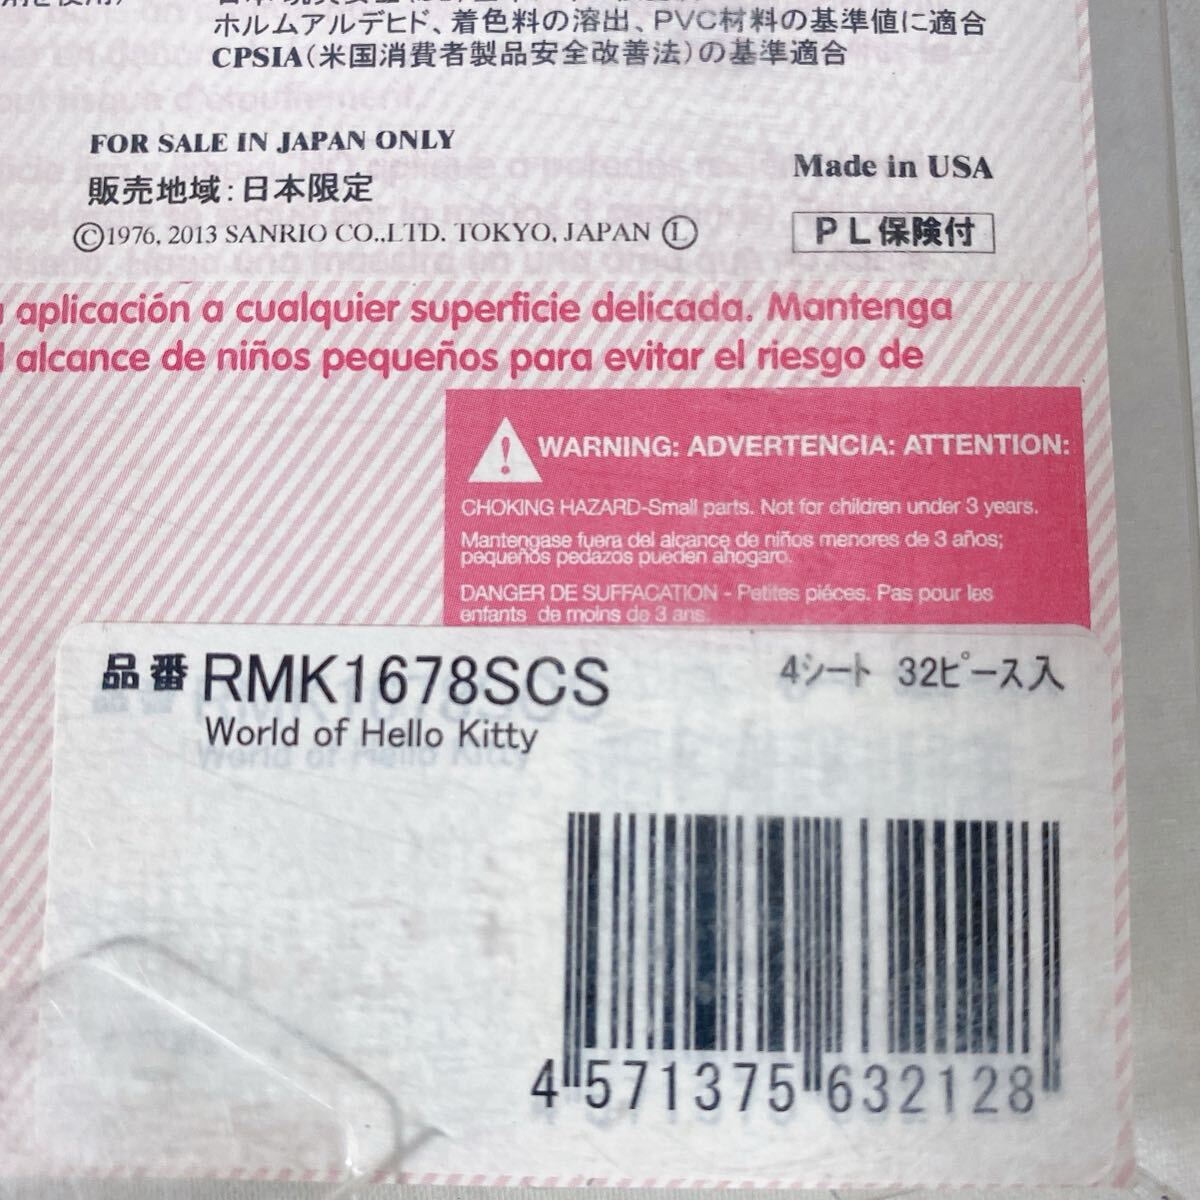 ホルムアルデヒド、着色料の溶出、PVC材料の基準値に適合
CPSIA(米国消費者製品安全改善法)の基準適合
FOR SALE IN JAPAN ONLY
販売地域:日本限定
Made in USA
©1976, 2013 SANRIO CO.,LTD. TOKYO, JAPAN Ⓛ
PL保険付
aplicación a cualquier superficie delicada. Mantenga
alcance de niños pequeños para evitar el riesgo de
WARNING: ADVERTENCIA: ATTENTION:
CHOKING HAZARD-Small parts. Not for children under 3 years.
Mantengase fuera del alcance de niños menores de 3 años;
pequeños pedazos pueden ahogaro.
DANGER DE SUFFACATION - Petites piéces. Pas pour les
enfants de moins de 3 ans.
品番 RMK1678SCS
4シート 32ピース入
World of Hello Kitty
4 571375 632128